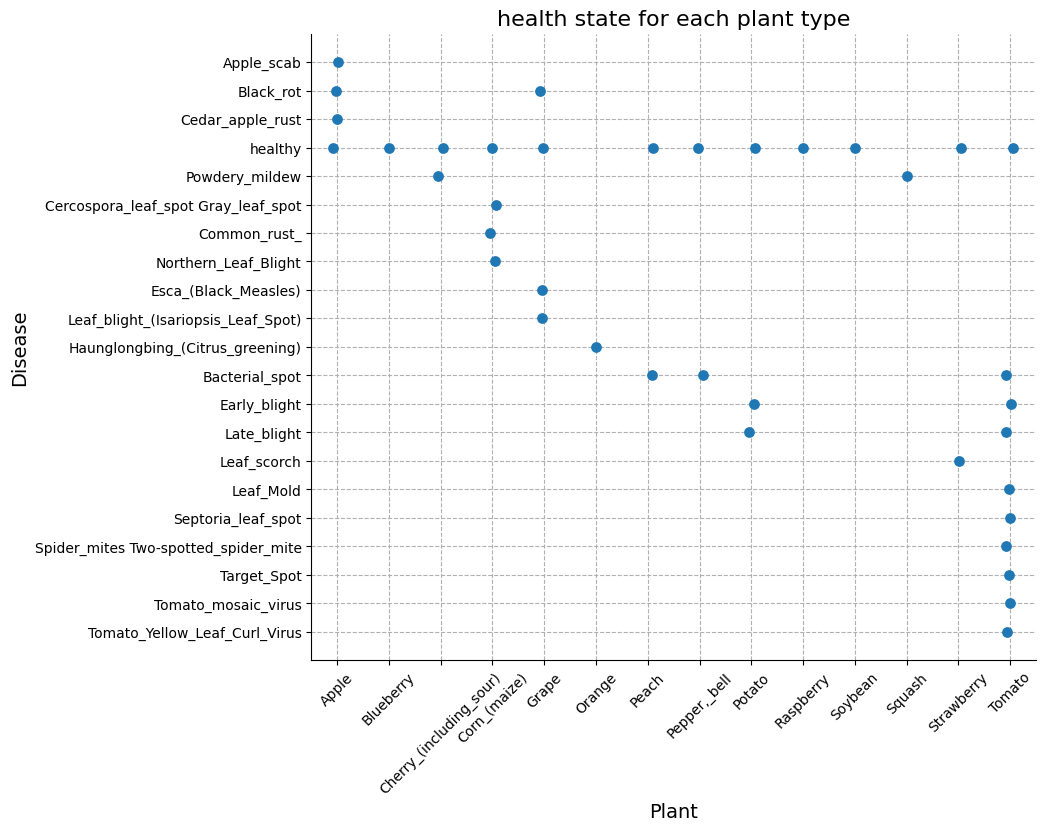 health state for each plant type
Disease
Apple_scab
Black_rot
Cedar_apple_rust
healthy
Powdery_mildew
Cercospora_leaf_spot Gray_leaf_spot
Common_rust_
Northern_Leaf_Blight
Esca_(Black_Measles)
Leaf_blight_(Isariopsis_Leaf_Spot)
Haunglongbing_(Citrus_greening)
Bacterial_spot
Early_blight
Late_blight
Leaf_scorch
Leaf_Mold
Septoria_leaf_spot
Spider_mites Two-spotted_spider_mite
Target_Spot
Tomato_mosaic_virus
Tomato_Yellow_Leaf_Curl_Virus
Apple
Blueberry
Cherry_(including_sour)
Corn_(maize)
Grape
Orange
Peach
Pepper,_bell
Potato
Raspberry
Soybean
Squash
Strawberry
Tomato
Plant